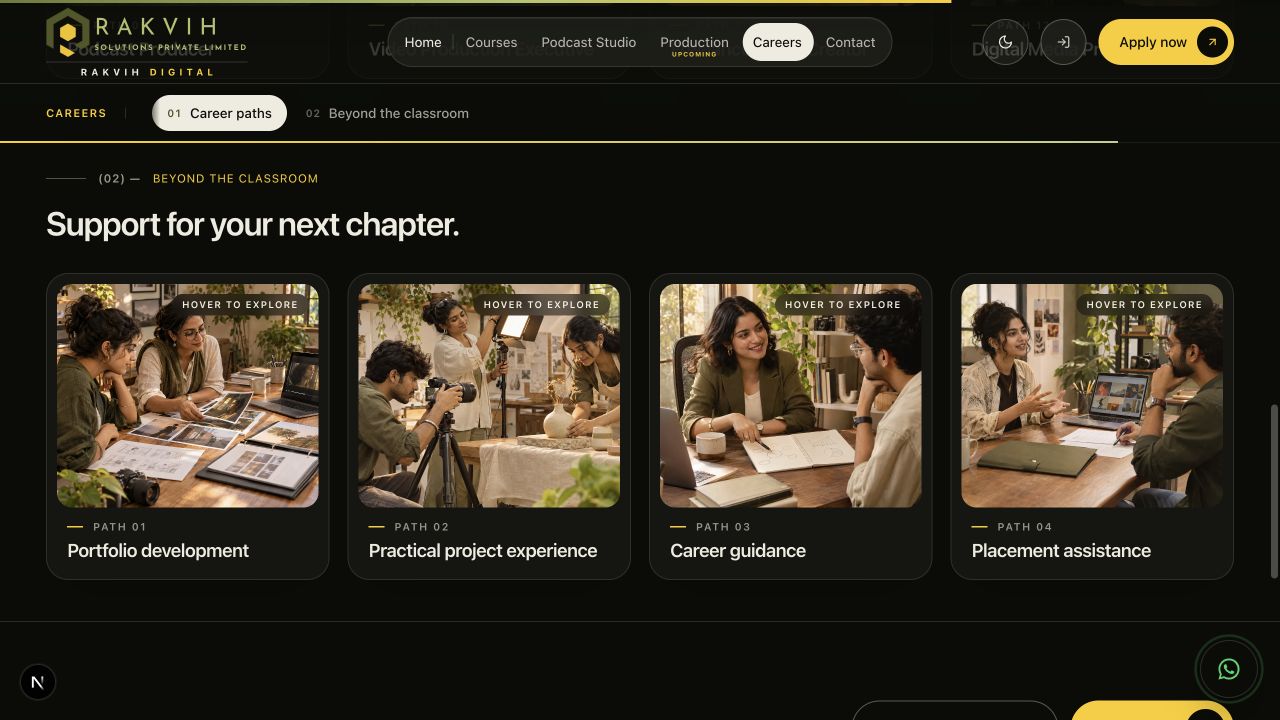 RAKVIH
SOLUTIONS PRIVATE LIMITED
RAKVIH DIGITAL
Home
Courses
Podcast Studio
Production
UPCOMING
Careers
Contact
Apply now
CAREERS
01 Career paths
02 Beyond the classroom
(02) — BEYOND THE CLASSROOM
Support for your next chapter.
HOVER TO EXPLORE
HOVER TO EXPLORE
HOVER TO EXPLORE
HOVER TO EXPLORE
PATH 01
Portfolio development
PATH 02
Practical project experience
PATH 03
Career guidance
PATH 04
Placement assistance
N